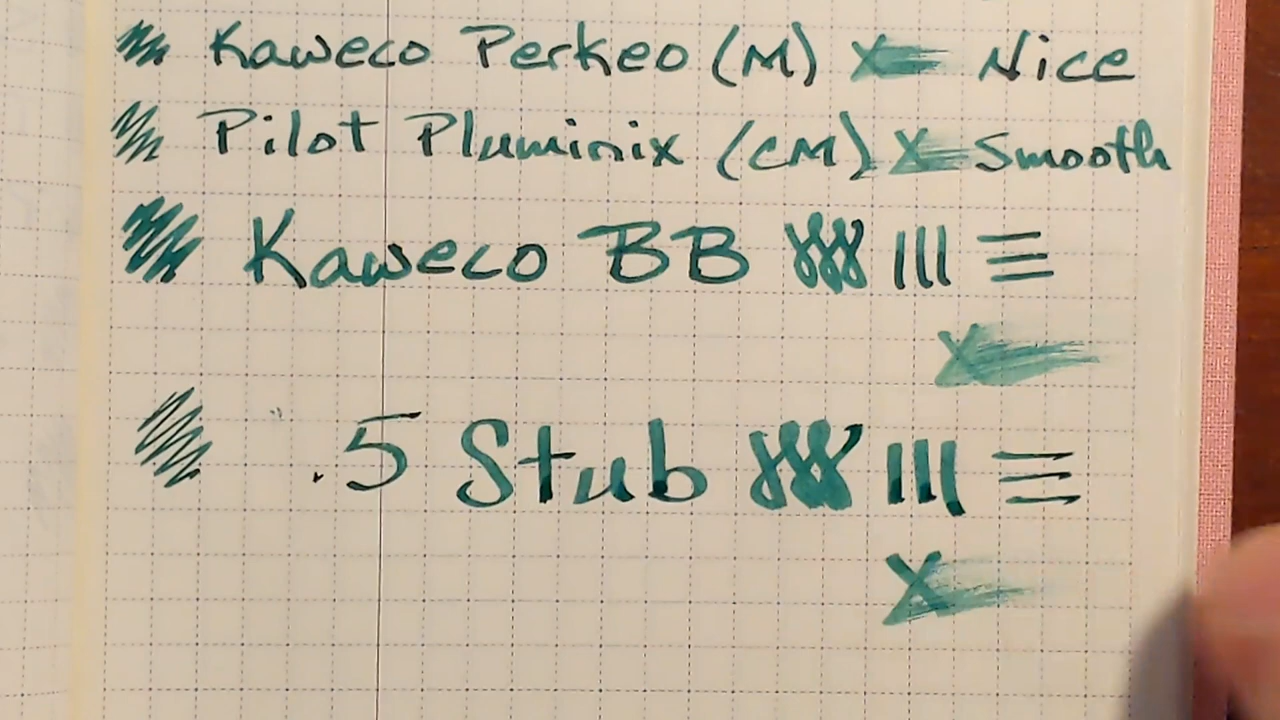 Kaweco Perkeo (M) X Nice
Pilot Pluminix (CM) X Smooth
Kaweco BB
X
.5 Stub
X